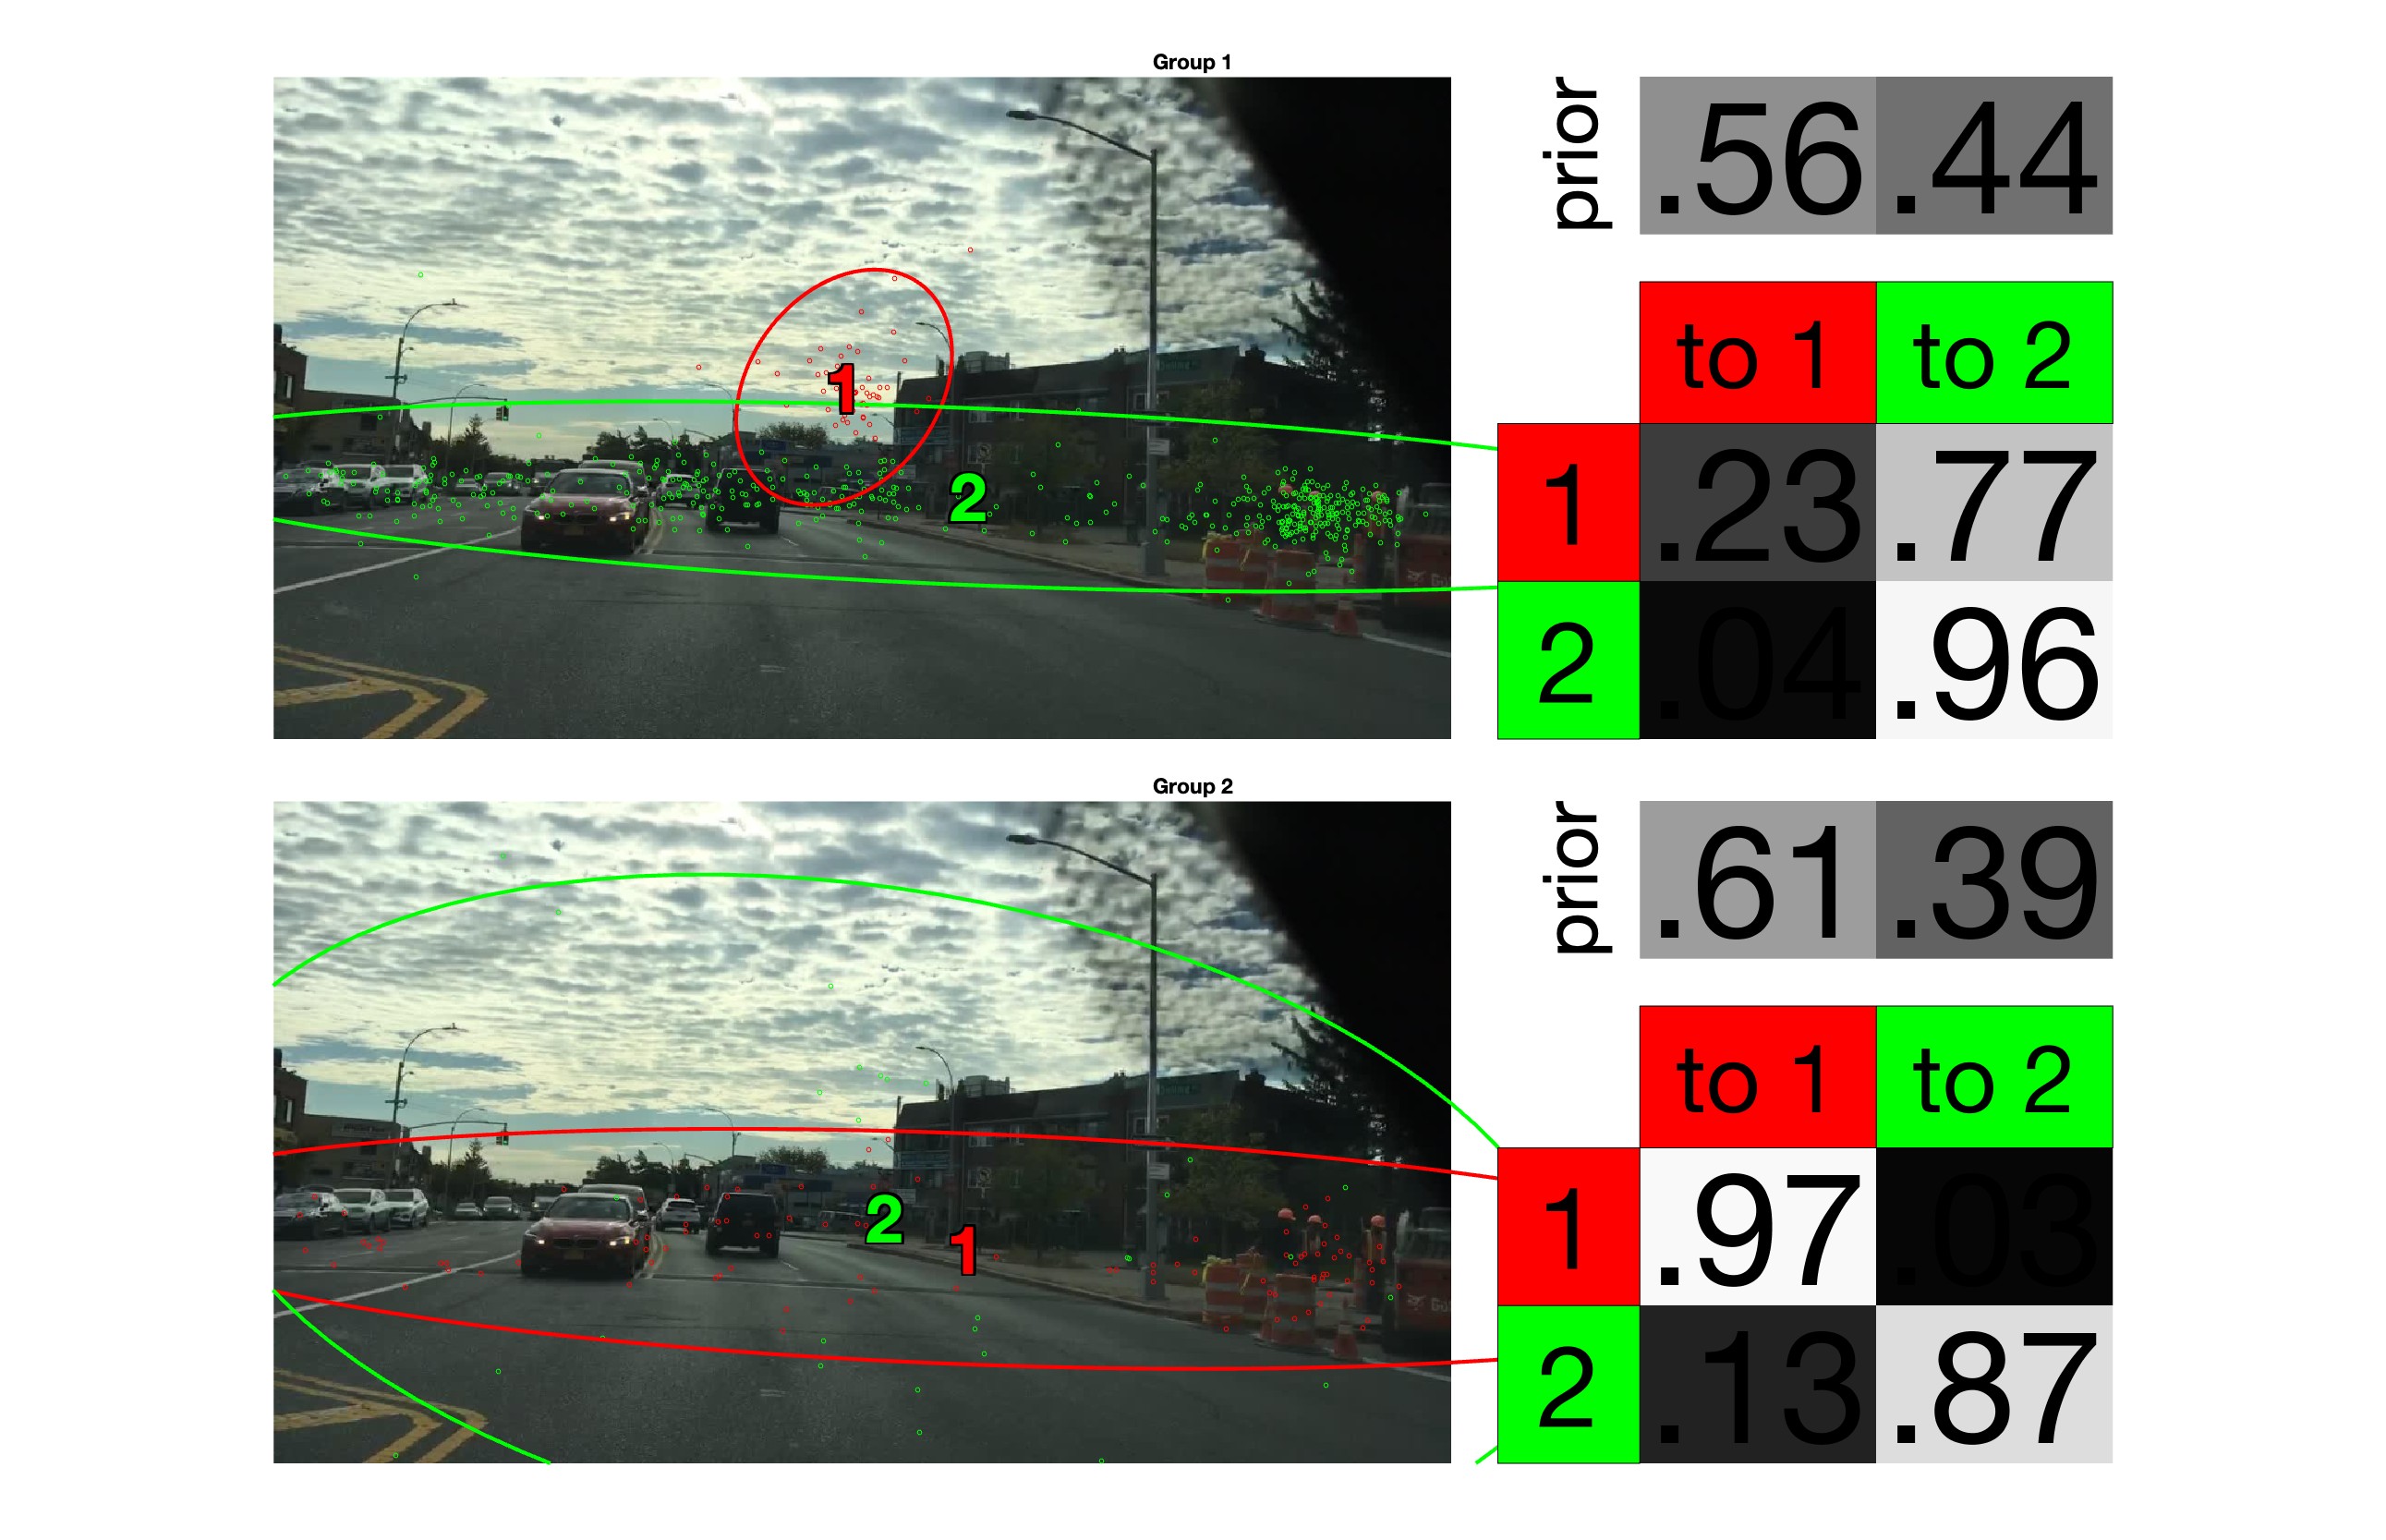 Group 1
prior
.56 .44
to 1 to 2
1 .23 .77
2 .04 .96
1
2
Group 2
prior
.61 .39
to 1 to 2
1 .97 .03
2 .13 .87
2
1